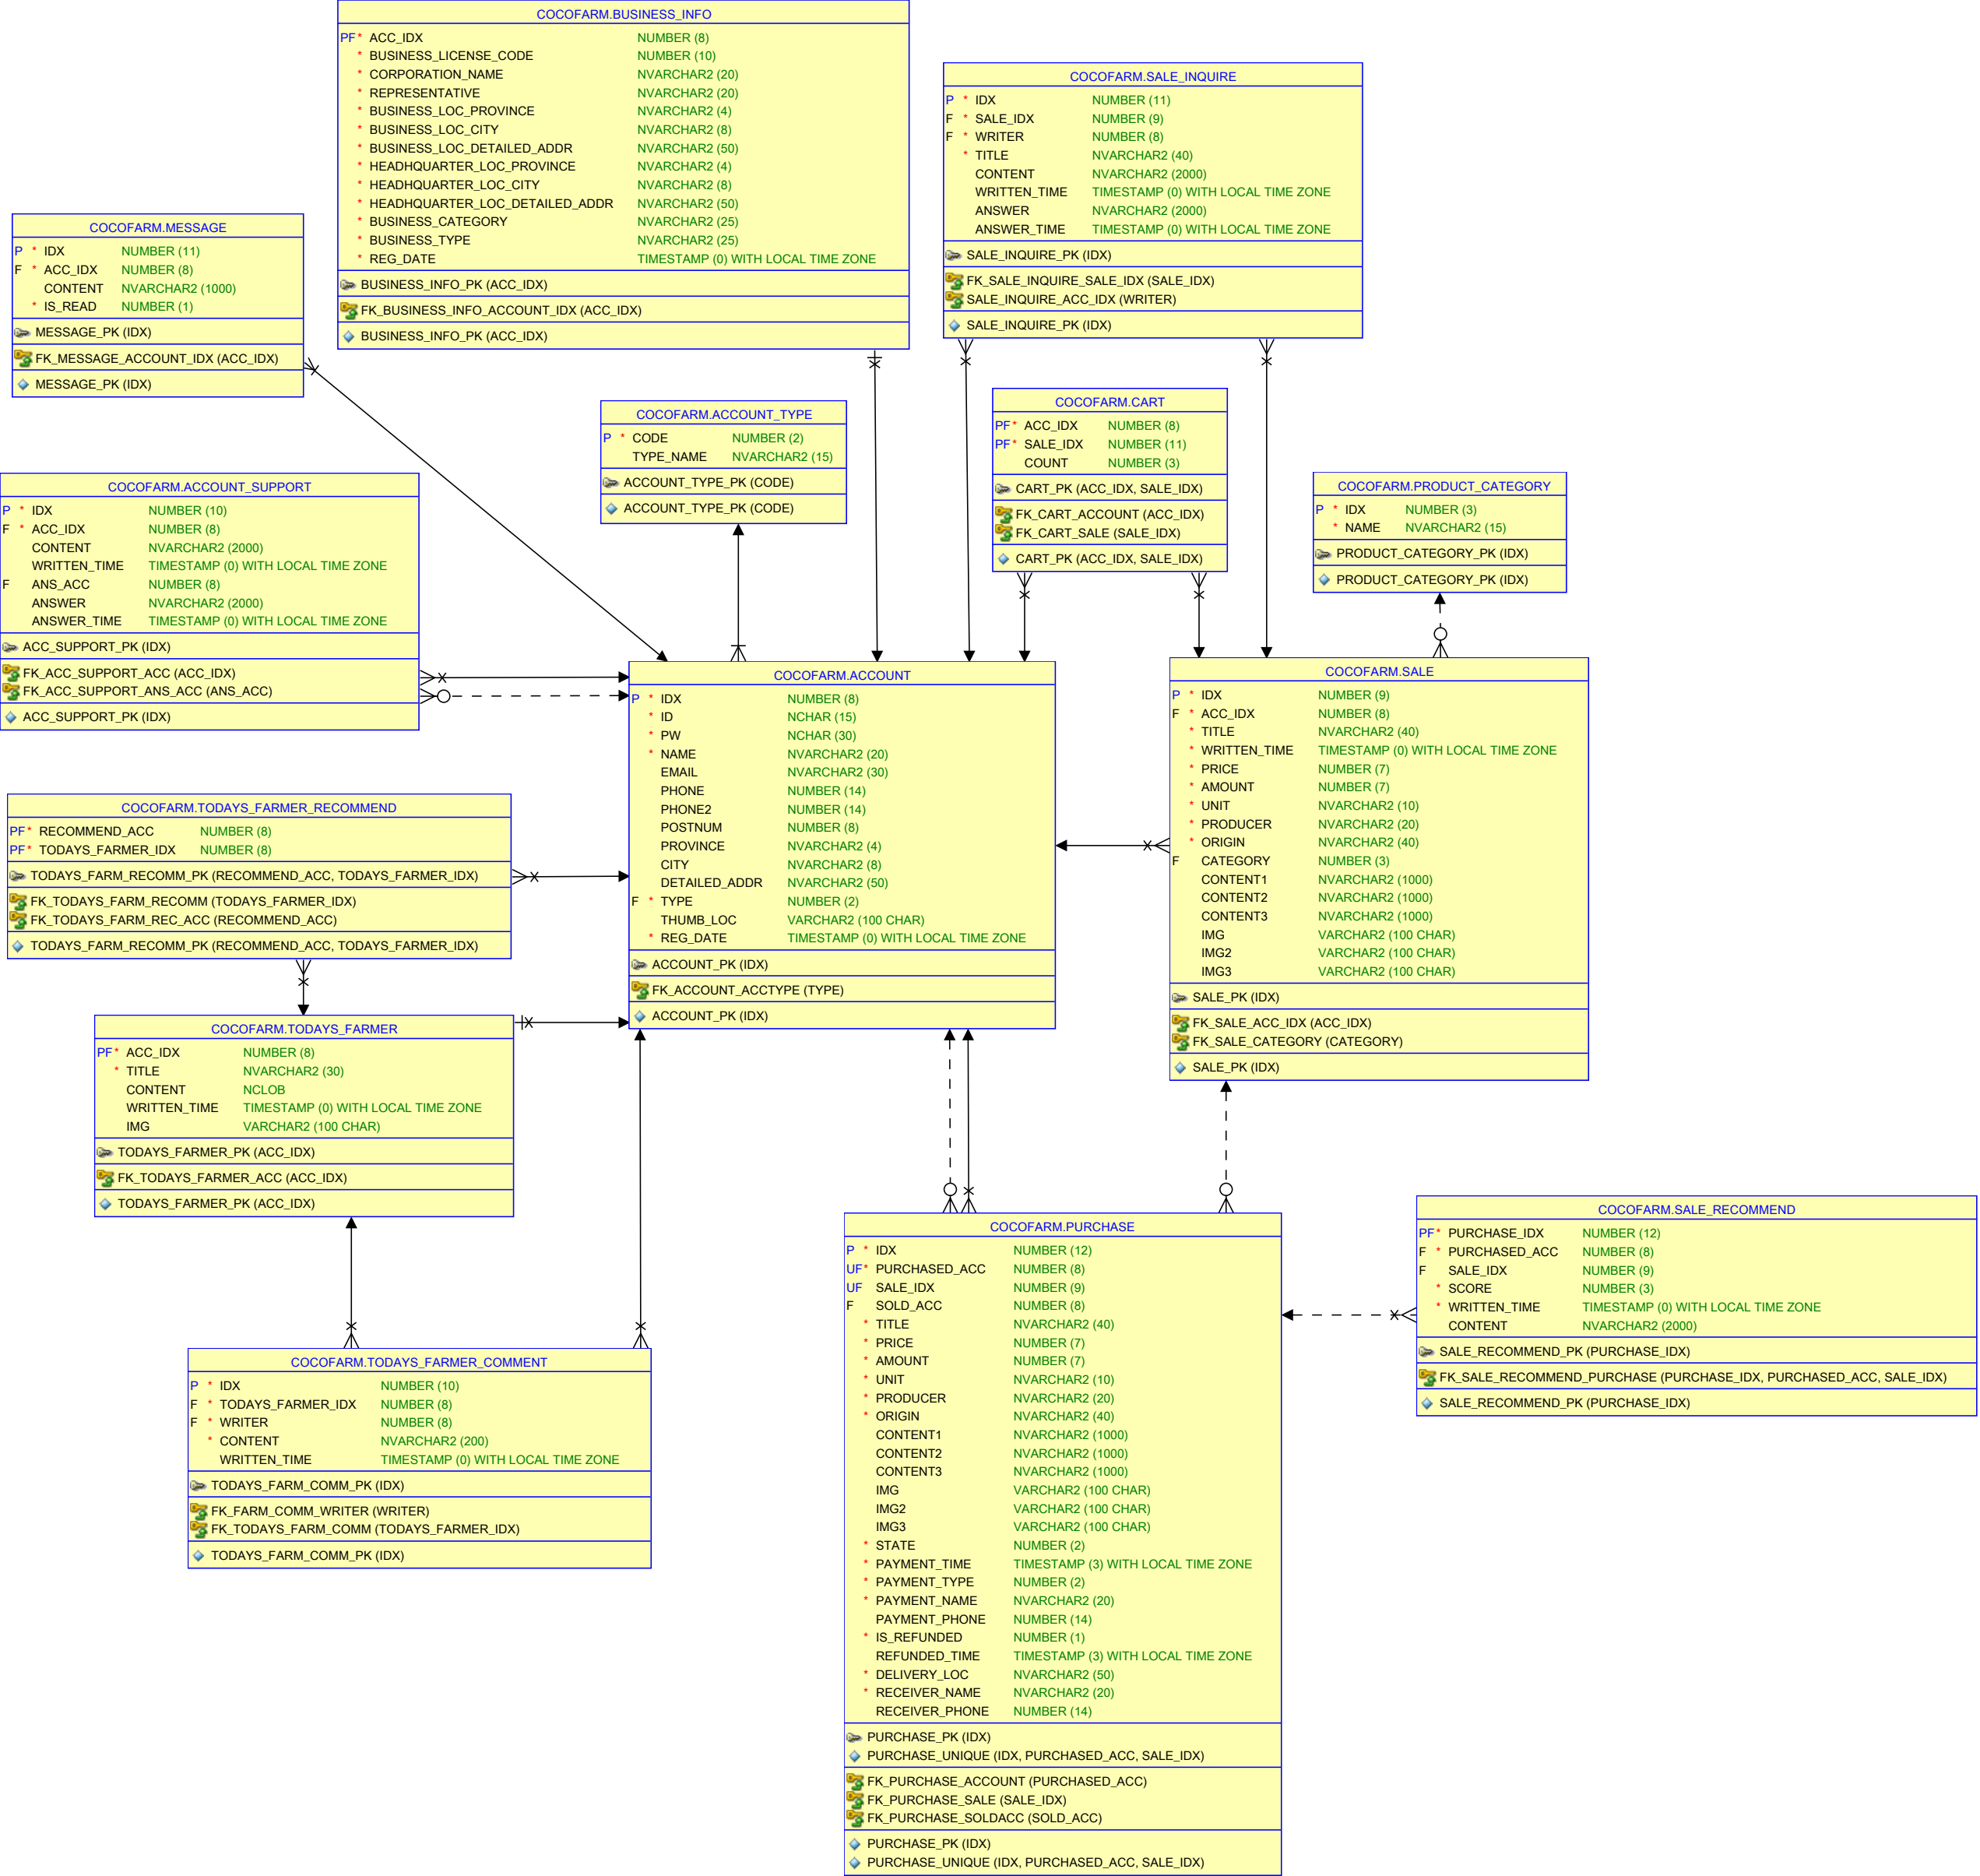 COCOFARM.BUSINESS_INFO
PF* ACC_IDX NUMBER (8)
* BUSINESS_LICENSE_CODE NUMBER (10)
* CORPORATION_NAME NVARCHAR2 (20)
* REPRESENTATIVE NVARCHAR2 (20)
* BUSINESS_LOC_PROVINCE NVARCHAR2 (4)
* BUSINESS_LOC_CITY NVARCHAR2 (8)
* BUSINESS_LOC_DETAILED_ADDR NVARCHAR2 (50)
* HEADHQUARTER_LOC_PROVINCE NVARCHAR2 (4)
* HEADHQUARTER_LOC_CITY NVARCHAR2 (8)
* HEADHQUARTER_LOC_DETAILED_ADDR NVARCHAR2 (50)
* BUSINESS_CATEGORY NVARCHAR2 (25)
* BUSINESS_TYPE NVARCHAR2 (25)
* REG_DATE TIMESTAMP (0) WITH LOCAL TIME ZONE
BUSINESS_INFO_PK (ACC_IDX)
FK_BUSINESS_INFO_ACCOUNT_IDX (ACC_IDX)
BUSINESS_INFO_PK (ACC_IDX)
COCOFARM.SALE_INQUIRE
P * IDX NUMBER (11)
F * SALE_IDX NUMBER (9)
F * WRITER NUMBER (8)
* TITLE NVARCHAR2 (40)
CONTENT NVARCHAR2 (2000)
WRITTEN_TIME TIMESTAMP (0) WITH LOCAL TIME ZONE
ANSWER NVARCHAR2 (2000)
ANSWER_TIME TIMESTAMP (0) WITH LOCAL TIME ZONE
SALE_INQUIRE_PK (IDX)
FK_SALE_INQUIRE_SALE_IDX (SALE_IDX)
SALE_INQUIRE_ACC_IDX (WRITER)
SALE_INQUIRE_PK (IDX)
COCOFARM.MESSAGE
P * IDX NUMBER (11)
F * ACC_IDX NUMBER (8)
CONTENT NVARCHAR2 (1000)
* IS_READ NUMBER (1)
MESSAGE_PK (IDX)
FK_MESSAGE_ACCOUNT_IDX (ACC_IDX)
MESSAGE_PK (IDX)
COCOFARM.ACCOUNT_TYPE
P * CODE NUMBER (2)
TYPE_NAME NVARCHAR2 (15)
ACCOUNT_TYPE_PK (CODE)
ACCOUNT_TYPE_PK (CODE)
COCOFARM.CART
PF* ACC_IDX NUMBER (8)
PF* SALE_IDX NUMBER (11)
COUNT NUMBER (3)
CART_PK (ACC_IDX, SALE_IDX)
FK_CART_ACCOUNT (ACC_IDX)
FK_CART_SALE (SALE_IDX)
CART_PK (ACC_IDX, SALE_IDX)
COCOFARM.PRODUCT_CATEGORY
P * IDX NUMBER (3)
* NAME NVARCHAR2 (15)
PRODUCT_CATEGORY_PK (IDX)
PRODUCT_CATEGORY_PK (IDX)
COCOFARM.ACCOUNT_SUPPORT
P * IDX NUMBER (10)
F * ACC_IDX NUMBER (8)
CONTENT NVARCHAR2 (2000)
WRITTEN_TIME TIMESTAMP (0) WITH LOCAL TIME ZONE
F ANS_ACC NUMBER (8)
ANSWER NVARCHAR2 (2000)
ANSWER_TIME TIMESTAMP (0) WITH LOCAL TIME ZONE
ACC_SUPPORT_PK (IDX)
FK_ACC_SUPPORT_ACC (ACC_IDX)
FK_ACC_SUPPORT_ANS_ACC (ANS_ACC)
ACC_SUPPORT_PK (IDX)
COCOFARM.ACCOUNT
P * IDX NUMBER (8)
* ID NCHAR (15)
* PW NCHAR (30)
* NAME NVARCHAR2 (20)
EMAIL NVARCHAR2 (30)
PHONE NUMBER (14)
PHONE2 NUMBER (14)
POSTNUM NUMBER (8)
PROVINCE NVARCHAR2 (4)
CITY NVARCHAR2 (8)
DETAILED_ADDR NVARCHAR2 (50)
F * TYPE NUMBER (2)
THUMB_LOC VARCHAR2 (100 CHAR)
* REG_DATE TIMESTAMP (0) WITH LOCAL TIME ZONE
ACCOUNT_PK (IDX)
FK_ACCOUNT_ACCTYPE (TYPE)
ACCOUNT_PK (IDX)
COCOFARM.SALE
P * IDX NUMBER (9)
F * ACC_IDX NUMBER (8)
* TITLE NVARCHAR2 (40)
* WRITTEN_TIME TIMESTAMP (0) WITH LOCAL TIME ZONE
* PRICE NUMBER (7)
* AMOUNT NUMBER (7)
* UNIT NVARCHAR2 (10)
* PRODUCER NVARCHAR2 (20)
* ORIGIN NVARCHAR2 (40)
F CATEGORY NUMBER (3)
CONTENT1 NVARCHAR2 (1000)
CONTENT2 NVARCHAR2 (1000)
CONTENT3 NVARCHAR2 (1000)
IMG VARCHAR2 (100 CHAR)
IMG2 VARCHAR2 (100 CHAR)
IMG3 VARCHAR2 (100 CHAR)
SALE_PK (IDX)
FK_SALE_ACC_IDX (ACC_IDX)
FK_SALE_CATEGORY (CATEGORY)
SALE_PK (IDX)
COCOFARM.TODAYS_FARMER_RECOMMEND
PF* RECOMMEND_ACC NUMBER (8)
PF* TODAYS_FARMER_IDX NUMBER (8)
TODAYS_FARM_RECOMM_PK (RECOMMEND_ACC, TODAYS_FARMER_IDX)
FK_TODAYS_FARM_RECOMM (TODAYS_FARMER_IDX)
FK_TODAYS_FARM_REC_ACC (RECOMMEND_ACC)
TODAYS_FARM_RECOMM_PK (RECOMMEND_ACC, TODAYS_FARMER_IDX)
COCOFARM.TODAYS_FARMER
PF* ACC_IDX NUMBER (8)
* TITLE NVARCHAR2 (30)
CONTENT NCLOB
WRITTEN_TIME TIMESTAMP (0) WITH LOCAL TIME ZONE
IMG VARCHAR2 (100 CHAR)
TODAYS_FARMER_PK (ACC_IDX)
FK_TODAYS_FARMER_ACC (ACC_IDX)
TODAYS_FARMER_PK (ACC_IDX)
COCOFARM.PURCHASE
P * IDX NUMBER (12)
UF* PURCHASED_ACC NUMBER (8)
UF SALE_IDX NUMBER (9)
F SOLD_ACC NUMBER (8)
* TITLE NVARCHAR2 (40)
* PRICE NUMBER (7)
* AMOUNT NUMBER (7)
* UNIT NVARCHAR2 (10)
* PRODUCER NVARCHAR2 (20)
* ORIGIN NVARCHAR2 (40)
CONTENT1 NVARCHAR2 (1000)
CONTENT2 NVARCHAR2 (1000)
CONTENT3 NVARCHAR2 (1000)
IMG VARCHAR2 (100 CHAR)
IMG2 VARCHAR2 (100 CHAR)
IMG3 VARCHAR2 (100 CHAR)
* STATE NUMBER (2)
* PAYMENT_TIME TIMESTAMP (3) WITH LOCAL TIME ZONE
* PAYMENT_TYPE NUMBER (2)
* PAYMENT_NAME NVARCHAR2 (20)
PAYMENT_PHONE NUMBER (14)
* IS_REFUNDED NUMBER (1)
REFUNDED_TIME TIMESTAMP (3) WITH LOCAL TIME ZONE
* DELIVERY_LOC NVARCHAR2 (50)
* RECEIVER_NAME NVARCHAR2 (20)
RECEIVER_PHONE NUMBER (14)
PURCHASE_PK (IDX)
PURCHASE_UNIQUE (IDX, PURCHASED_ACC, SALE_IDX)
FK_PURCHASE_ACCOUNT (PURCHASED_ACC)
FK_PURCHASE_SALE (SALE_IDX)
FK_PURCHASE_SOLDACC (SOLD_ACC)
PURCHASE_PK (IDX)
PURCHASE_UNIQUE (IDX, PURCHASED_ACC, SALE_IDX)
COCOFARM.SALE_RECOMMEND
PF* PURCHASE_IDX NUMBER (12)
F * PURCHASED_ACC NUMBER (8)
F SALE_IDX NUMBER (9)
* SCORE NUMBER (3)
* WRITTEN_TIME TIMESTAMP (0) WITH LOCAL TIME ZONE
CONTENT NVARCHAR2 (2000)
SALE_RECOMMEND_PK (PURCHASE_IDX)
FK_SALE_RECOMMEND_PURCHASE (PURCHASE_IDX, PURCHASED_ACC, SALE_IDX)
SALE_RECOMMEND_PK (PURCHASE_IDX)
COCOFARM.TODAYS_FARMER_COMMENT
P * IDX NUMBER (10)
F * TODAYS_FARMER_IDX NUMBER (8)
F * WRITER NUMBER (8)
* CONTENT NVARCHAR2 (200)
WRITTEN_TIME TIMESTAMP (0) WITH LOCAL TIME ZONE
TODAYS_FARM_COMM_PK (IDX)
FK_FARM_COMM_WRITER (WRITER)
FK_TODAYS_FARM_COMM (TODAYS_FARMER_IDX)
TODAYS_FARM_COMM_PK (IDX)